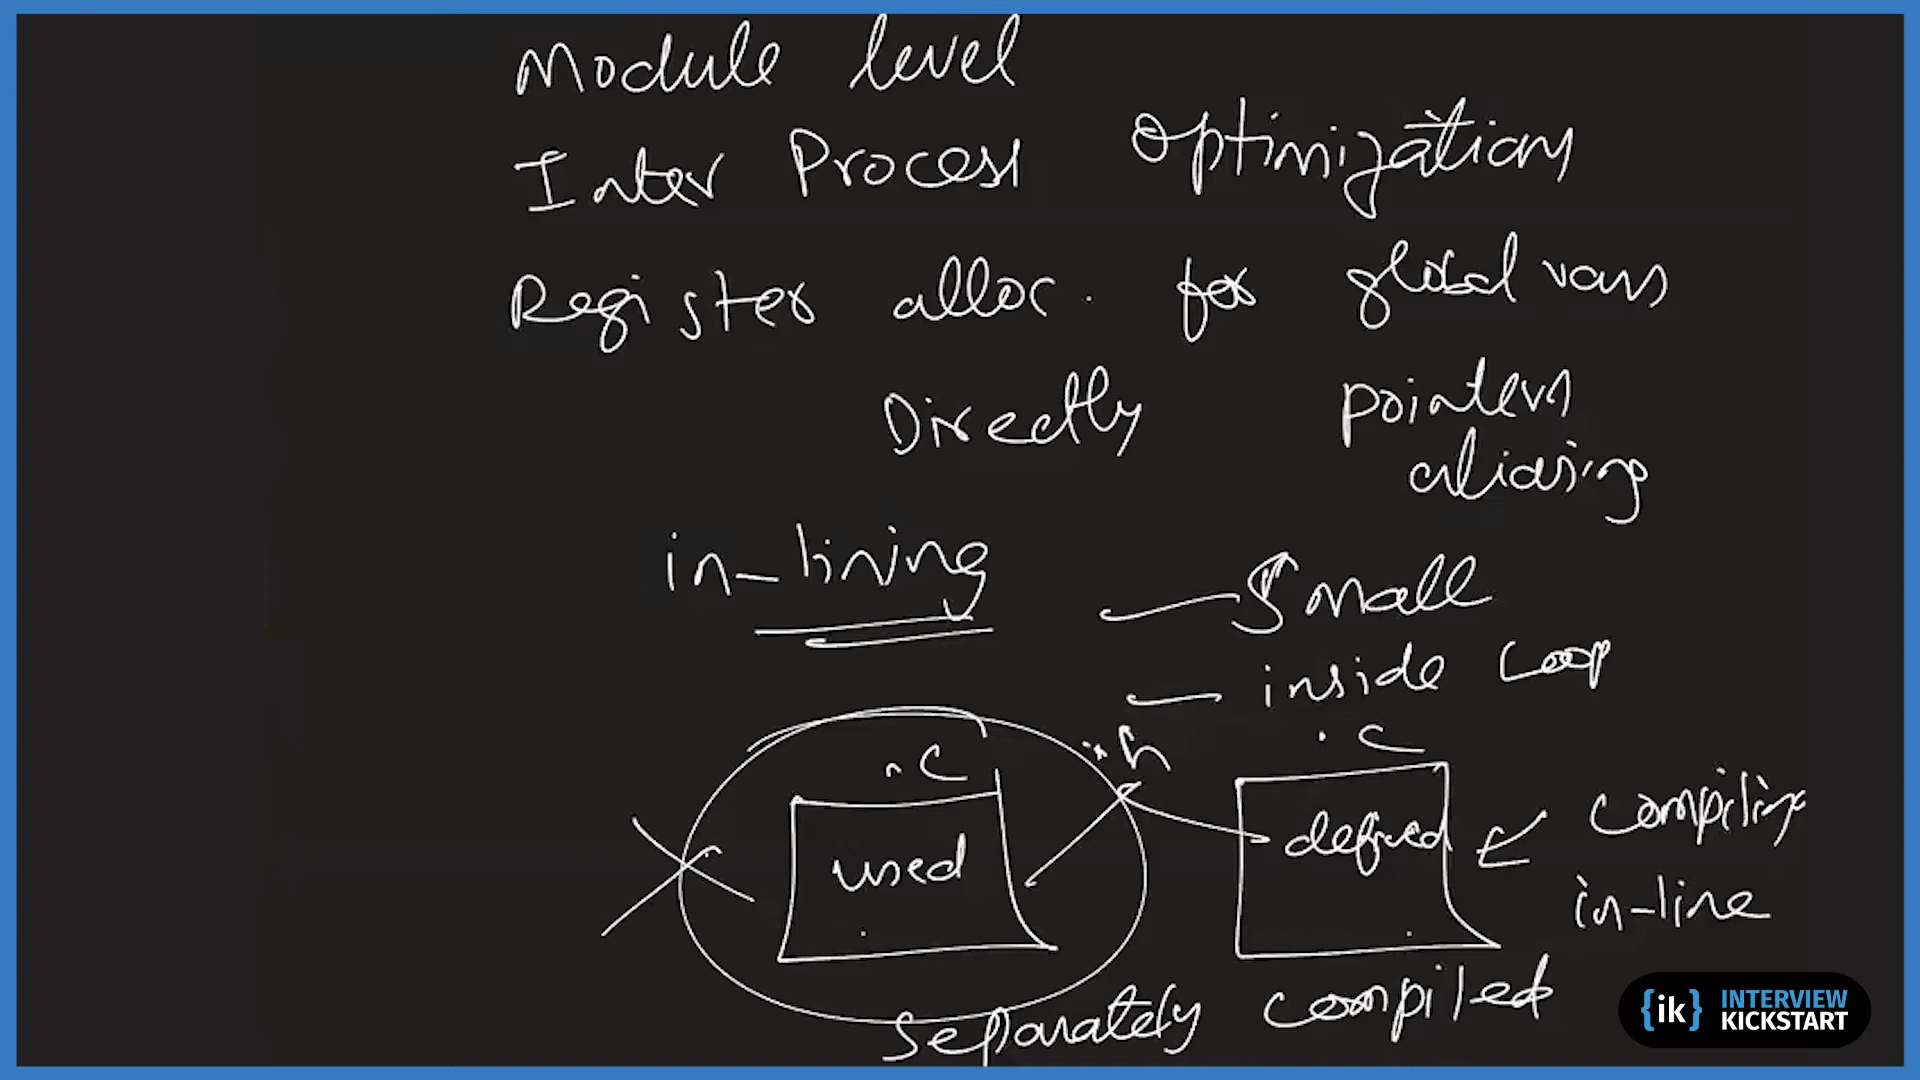 Module level
Inter Process Optimizations
Register alloc. for global vars
Directly pointers
aliasing
in-lining
- Small
- inside loop
.c .h .c
used defined
compiling
in-line
Separately compiled
{ik} INTERVIEW
KICKSTART